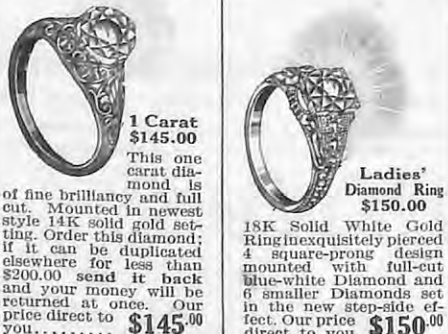 1 Carat
$145.00
This one
carat dia-
mond is
of fine brilliancy and full
cut. Mounted in newest
style 14K solid gold set-
ting. Order this diamond;
if it can be duplicated
elsewhere for less than
$200.00 send it back
and your money will be
returned at once. Our
price direct to $145.00
you.........
Ladies'
Diamond Ring
$150.00
18K Solid White Gold
Ring in exquisitely pierced
4 square-prong design
mounted with full-cut
blue-white Diamond and
6 smaller Diamonds set
in the new step-side ef-
fect. Our price $150.0
direct to you